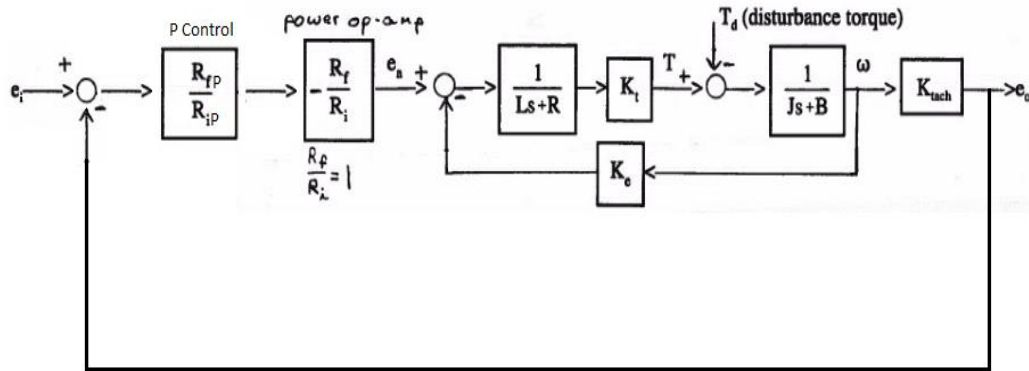 P Control
power op-amp
T_d (disturbance torque)
e_i
+
-
R_fP
R_iP
- R_f
R_i
R_f
R_i = 1
e_a
+
-
1
Ls+R
K_t
T
+
-
1
Js+B
ω
K_tach
e_o
K_e